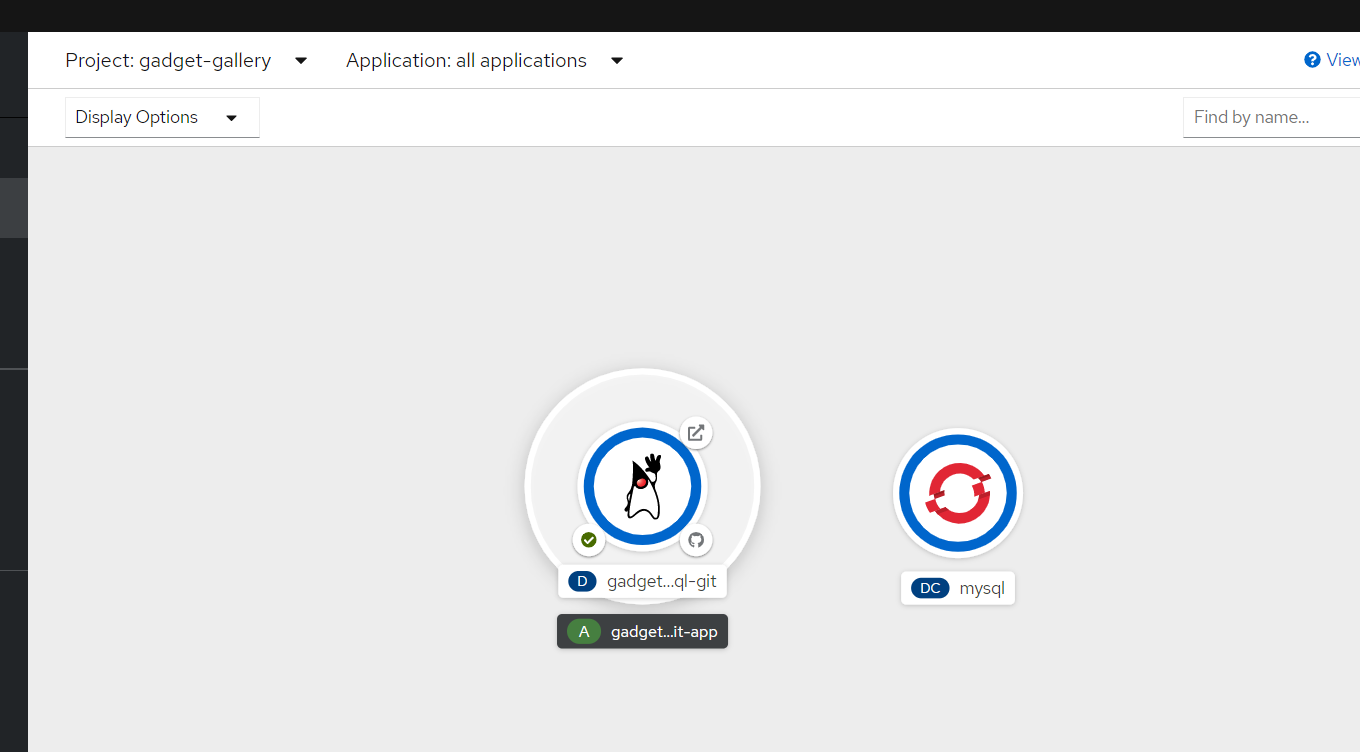 Project: gadget-gallery Application: all applications
View
Display Options
Find by name...
D gadget...ql-git
DC mysql
A gadget...it-app